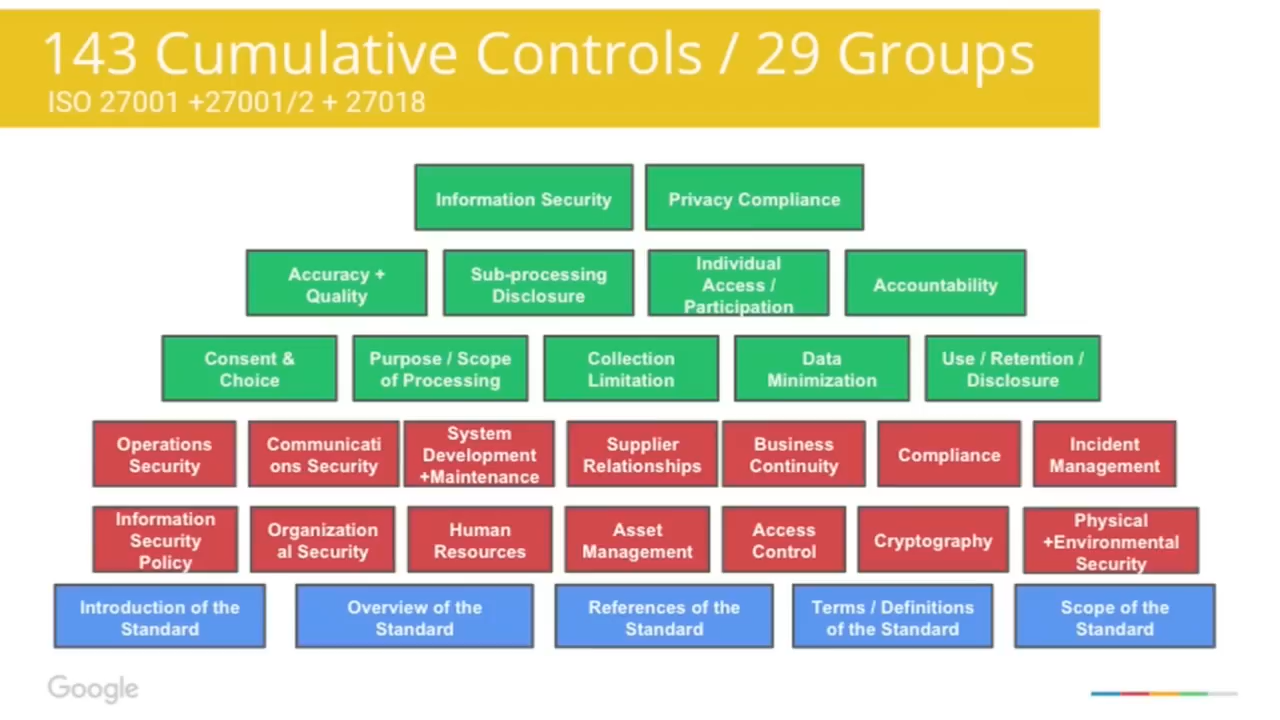 143 Cumulative Controls / 29 Groups
ISO 27001 +27001/2 + 27018
Information Security
Privacy Compliance
Accuracy +
Quality
Sub-processing
Disclosure
Individual
Access /
Participation
Accountability
Consent &
Choice
Purpose / Scope
of Processing
Collection
Limitation
Data
Minimization
Use / Retention /
Disclosure
Operations
Security
Communicati
ons Security
System
Development
+Maintenance
Supplier
Relationships
Business
Continuity
Compliance
Incident
Management
Information
Security
Policy
Organization
al Security
Human
Resources
Asset
Management
Access
Control
Cryptography
Physical
+Environmental
Security
Introduction of the
Standard
Overview of the
Standard
References of the
Standard
Terms / Definitions
of the Standard
Scope of the
Standard
Google